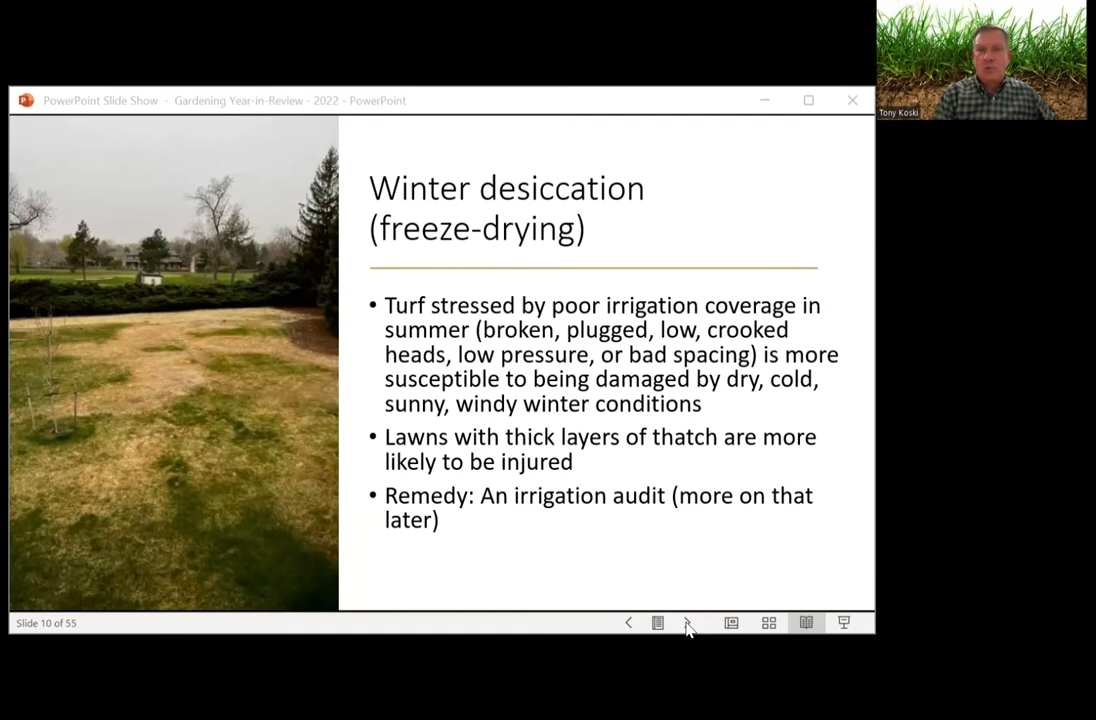 PowerPoint Slide Show - Gardening Year-in-Review - 2022 - PowerPoint
Tony Koski
Winter desiccation
(freeze-drying)
• Turf stressed by poor irrigation coverage in
summer (broken, plugged, low, crooked
heads, low pressure, or bad spacing) is more
susceptible to being damaged by dry, cold,
sunny, windy winter conditions
• Lawns with thick layers of thatch are more
likely to be injured
• Remedy: An irrigation audit (more on that
later)
Slide 10 of 55